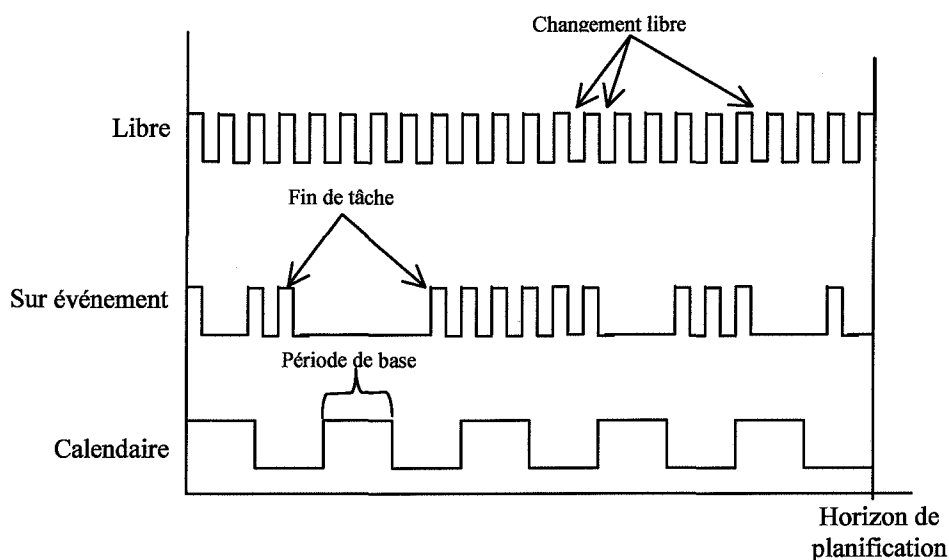 Changement libre
Libre
Fin de tâche
Sur événement
Période de base
Calendaire
Horizon de
planification